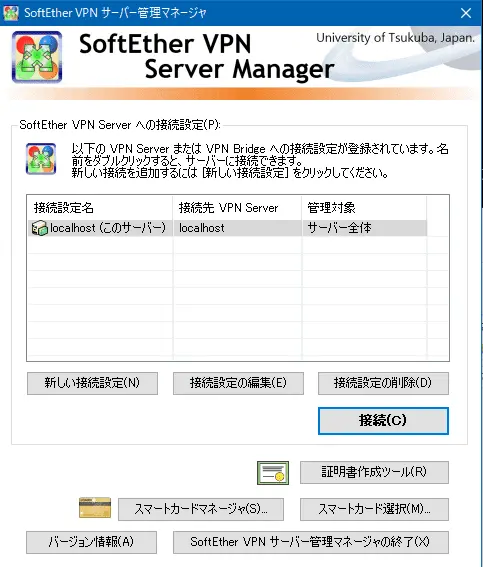 SoftEther VPN サーバー管理マネージャ
SoftEther VPN
Server Manager
University of Tsukuba, Japan.
SoftEther VPN Server への接続設定(P):
以下の VPN Server または VPN Bridge への接続設定が登録されています。名
前をダブルクリックすると、サーバーに接続できます。
新しい接続を追加するには [新しい接続設定] をクリックしてください。
接続設定名 接続先 VPN Server 管理対象
localhost (このサーバー) localhost サーバー全体
新しい接続設定(N) 接続設定の編集(E) 接続設定の削除(D)
接続(C)
証明書作成ツール(R)
スマートカードマネージャ(S)... スマートカード選択(M)...
バージョン情報(A) SoftEther VPN サーバー管理マネージャの終了(X)